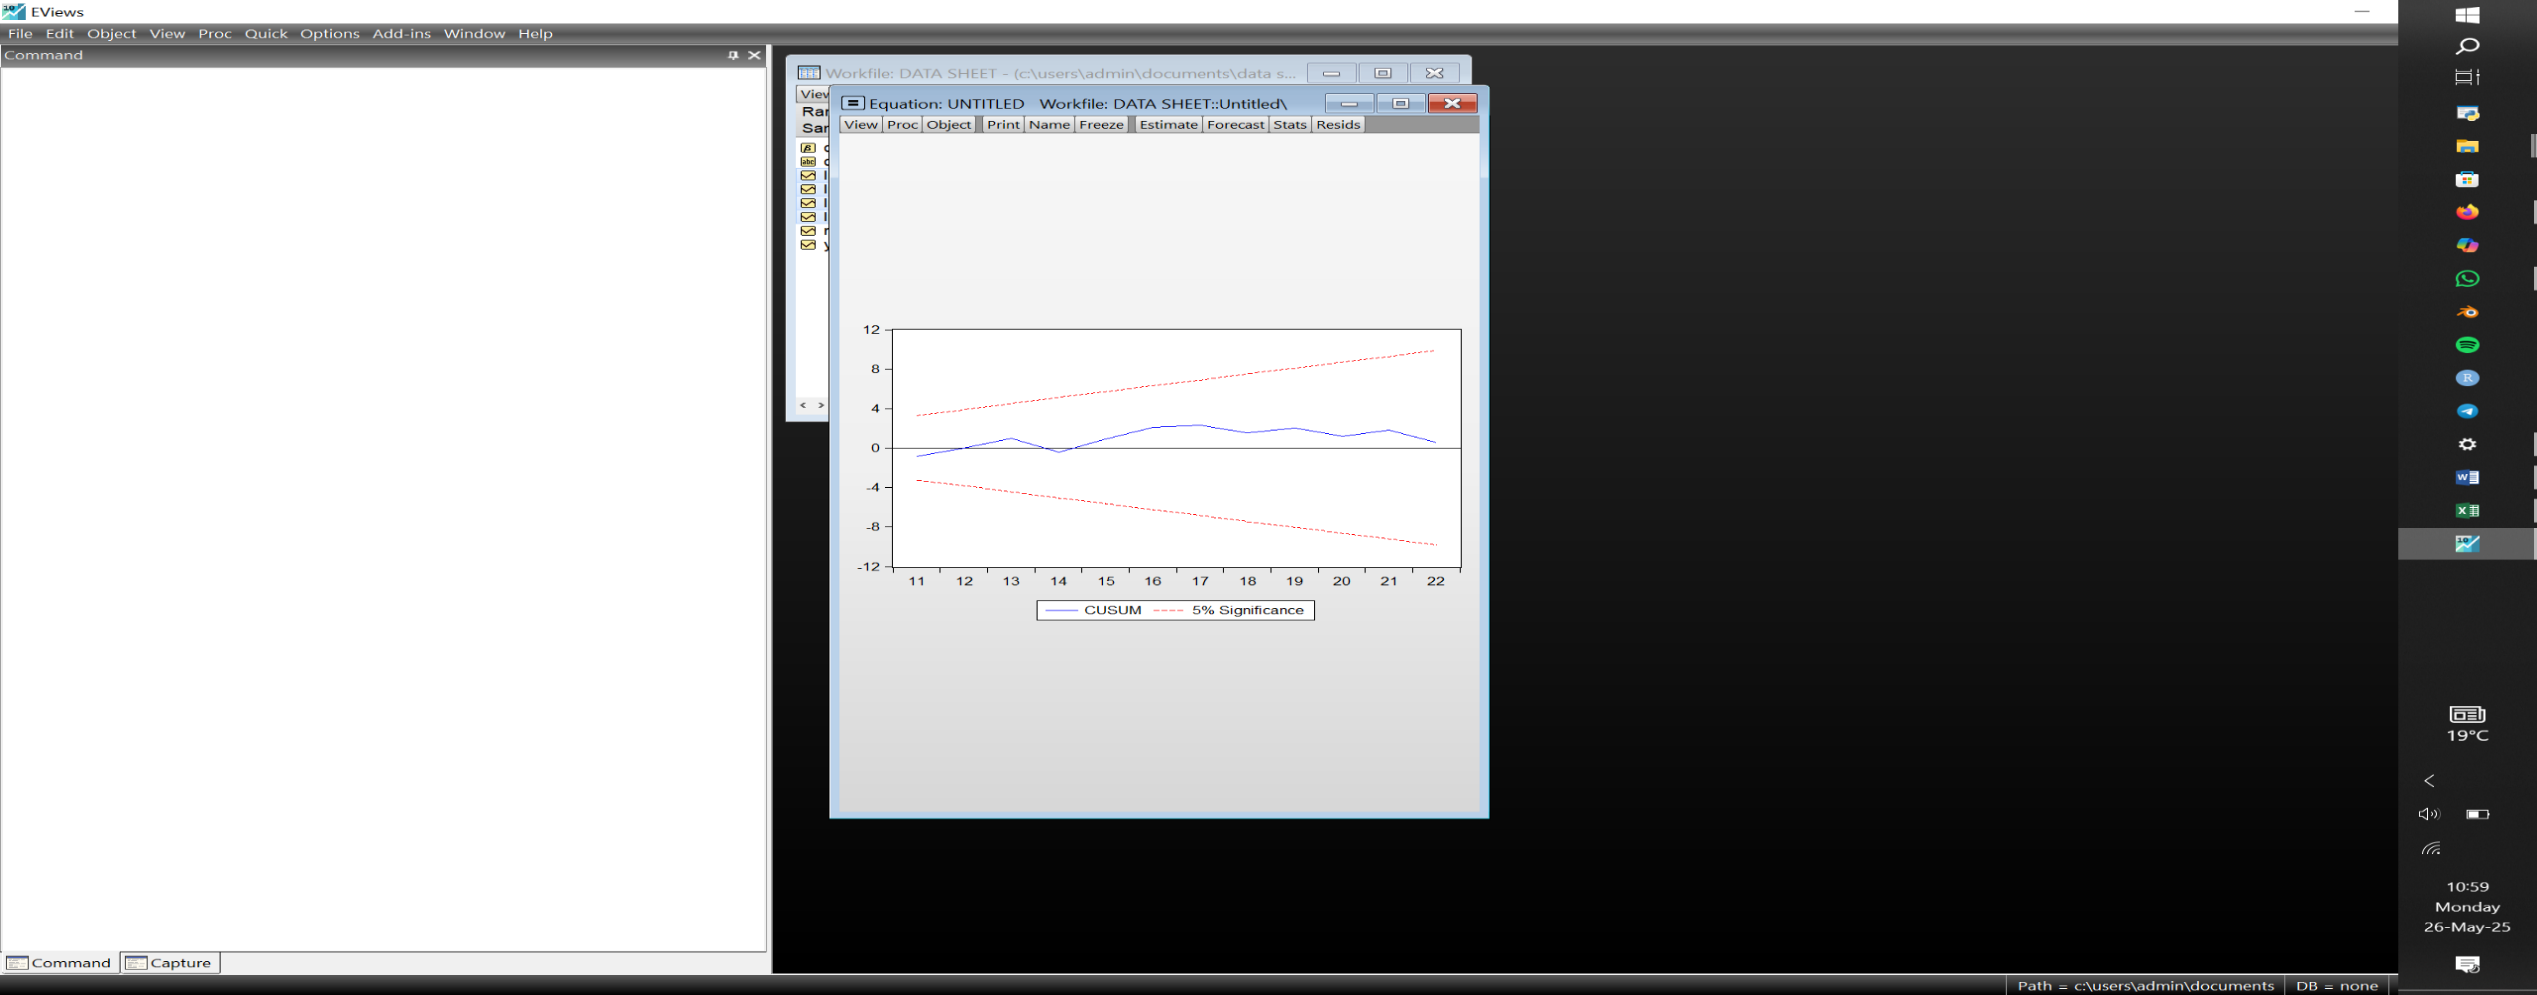 EViews
File Edit Object View Proc Quick Options Add-ins Window Help
Command
Workfile: DATA SHEET - (c:\users\admin\documents\data s...
View
Equation: UNTITLED Workfile: DATA SHEET::Untitled\
View Proc Object Print Name Freeze Estimate Forecast Stats Resids
12
8
4
0
-4
-8
-12
11 12 13 14 15 16 17 18 19 20 21 22
CUSUM 5% Significance
19°C
10:59
Monday
26-May-25
Command Capture
Path = c:\users\admin\documents DB = none